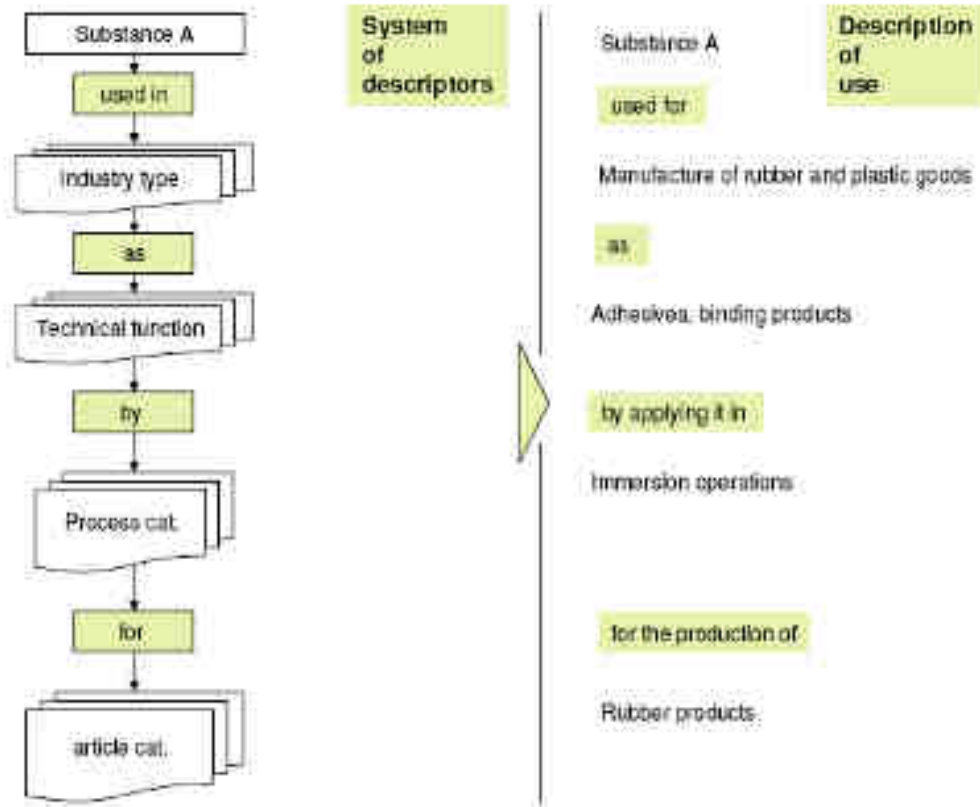 Substance A
used in
Industry type
as
Technical function
by
Process cat.
for
article cat.
System
of
descriptors
Substance A
used for
Manufacture of rubber and plastic goods
as
Adhesives, binding products
by applying it in
Immersion operations
for the production of
Rubber products
Description
of
use